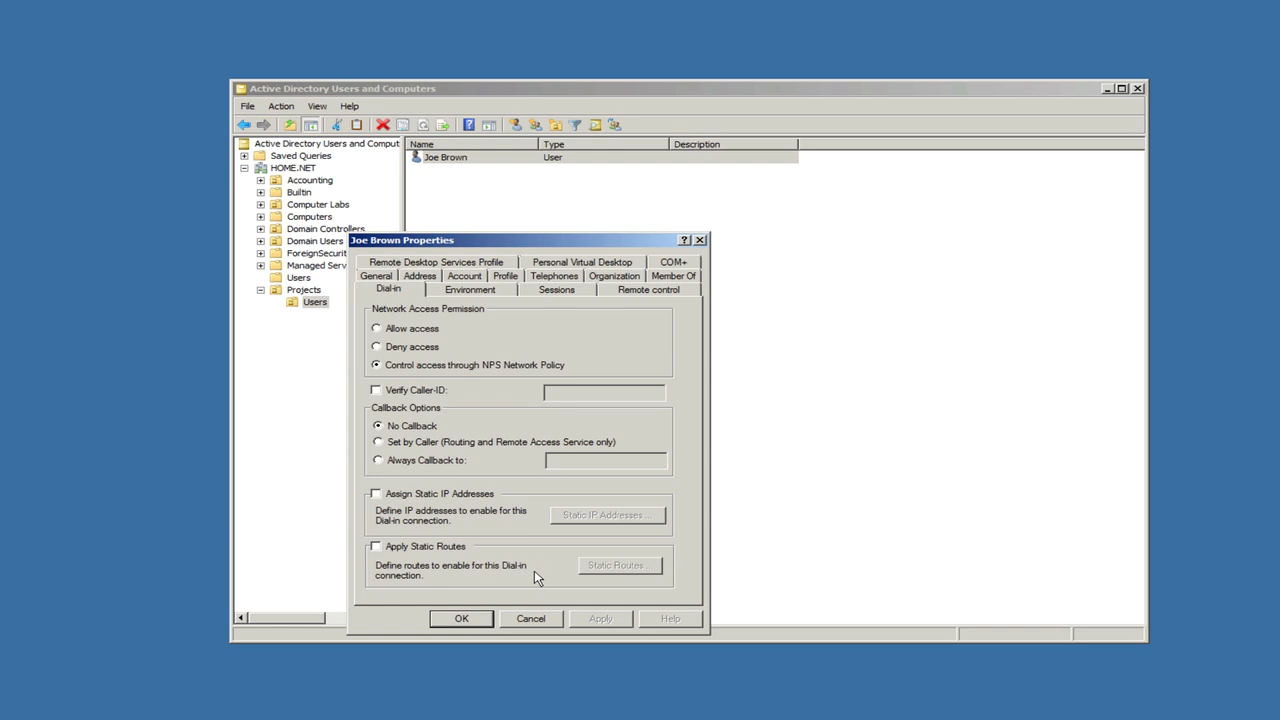 Active Directory Users and Computers
File Action View Help
Active Directory Users and Comput
Saved Queries
HOME.NET
Accounting
Builtin
Computer Labs
Computers
Domain Controllers
Domain Users
ForeignSecurit
Managed Serv
Users
Projects
Users
Name Type Description
Joe Brown User
Joe Brown Properties
Remote Desktop Services Profile Personal Virtual Desktop COM+
General Address Account Profile Telephones Organization Member Of
Dial-in Environment Sessions Remote control
Network Access Permission
Allow access
Deny access
Control access through NPS Network Policy
Verify Caller-ID:
Callback Options
No Callback
Set by Caller (Routing and Remote Access Service only)
Always Callback to:
Assign Static IP Addresses
Define IP addresses to enable for this
Dial-in connection.
Static IP Addresses ...
Apply Static Routes
Define routes to enable for this Dial-in
connection.
Static Routes ...
OK Cancel Apply Help